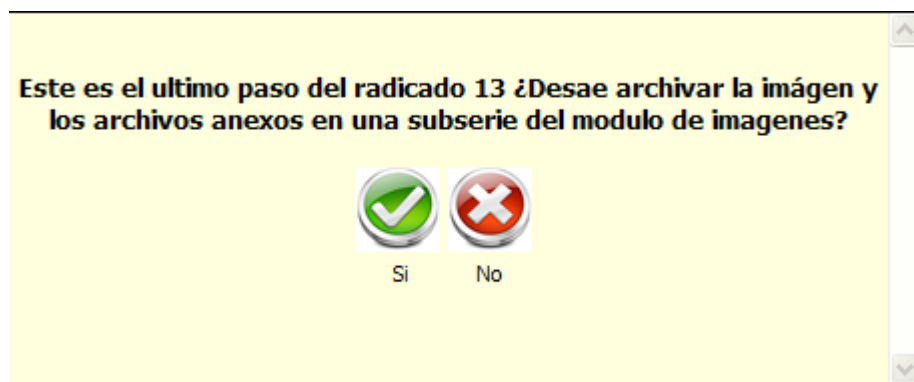 Este es el ultimo paso del radicado 13 ¿Desae archivar la imágen y
los archivos anexos en una subserie del modulo de imagenes?
Si No